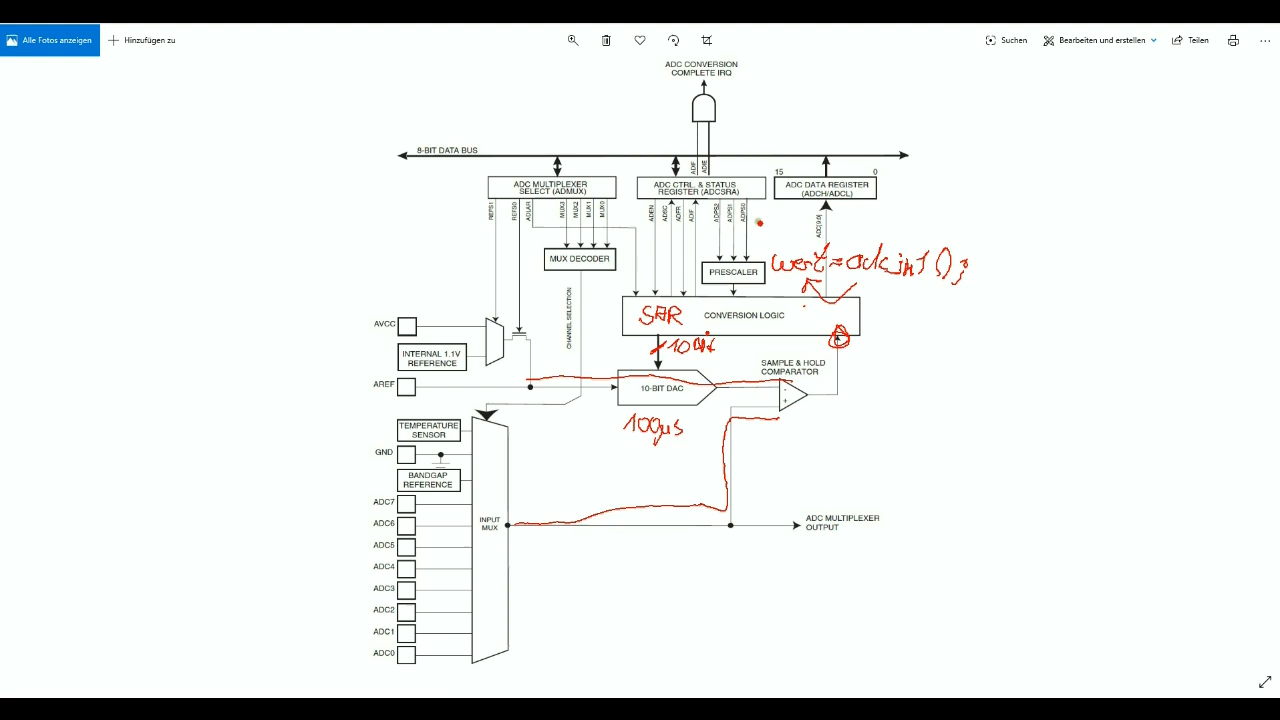 Alle Fotos anzeigen
Hinzufügen zu
Suchen
Bearbeiten und erstellen
Teilen
ADC CONVERSION
COMPLETE IRQ
8-BIT DATA BUS
ADIF
ADIE
15
0
ADC MULTIPLEXER
SELECT (ADMUX)
ADC CTRL. & STATUS
REGISTER (ADCSRA)
ADC DATA REGISTER
(ADCH/ADCL)
REFS1
REFS0
ADLAR
MUX3
MUX2
MUX1
MUX0
ADEN
ADSC
ADFR
ADIF
ADPS2
ADPS1
ADPS0
ADC[9:0]
MUX DECODER
PRESCALER
wert = adcin1();
CHANNEL SELECTION
SAR
CONVERSION LOGIC
AVCC
10 Bit
INTERNAL 1.1V
REFERENCE
SAMPLE & HOLD
COMPARATOR
AREF
10-BIT DAC
-
+
100µs
TEMPERATURE
SENSOR
GND
BANDGAP
REFERENCE
ADC7
ADC6
ADC5
ADC4
ADC3
ADC2
ADC1
ADC0
INPUT
MUX
ADC MULTIPLEXER
OUTPUT